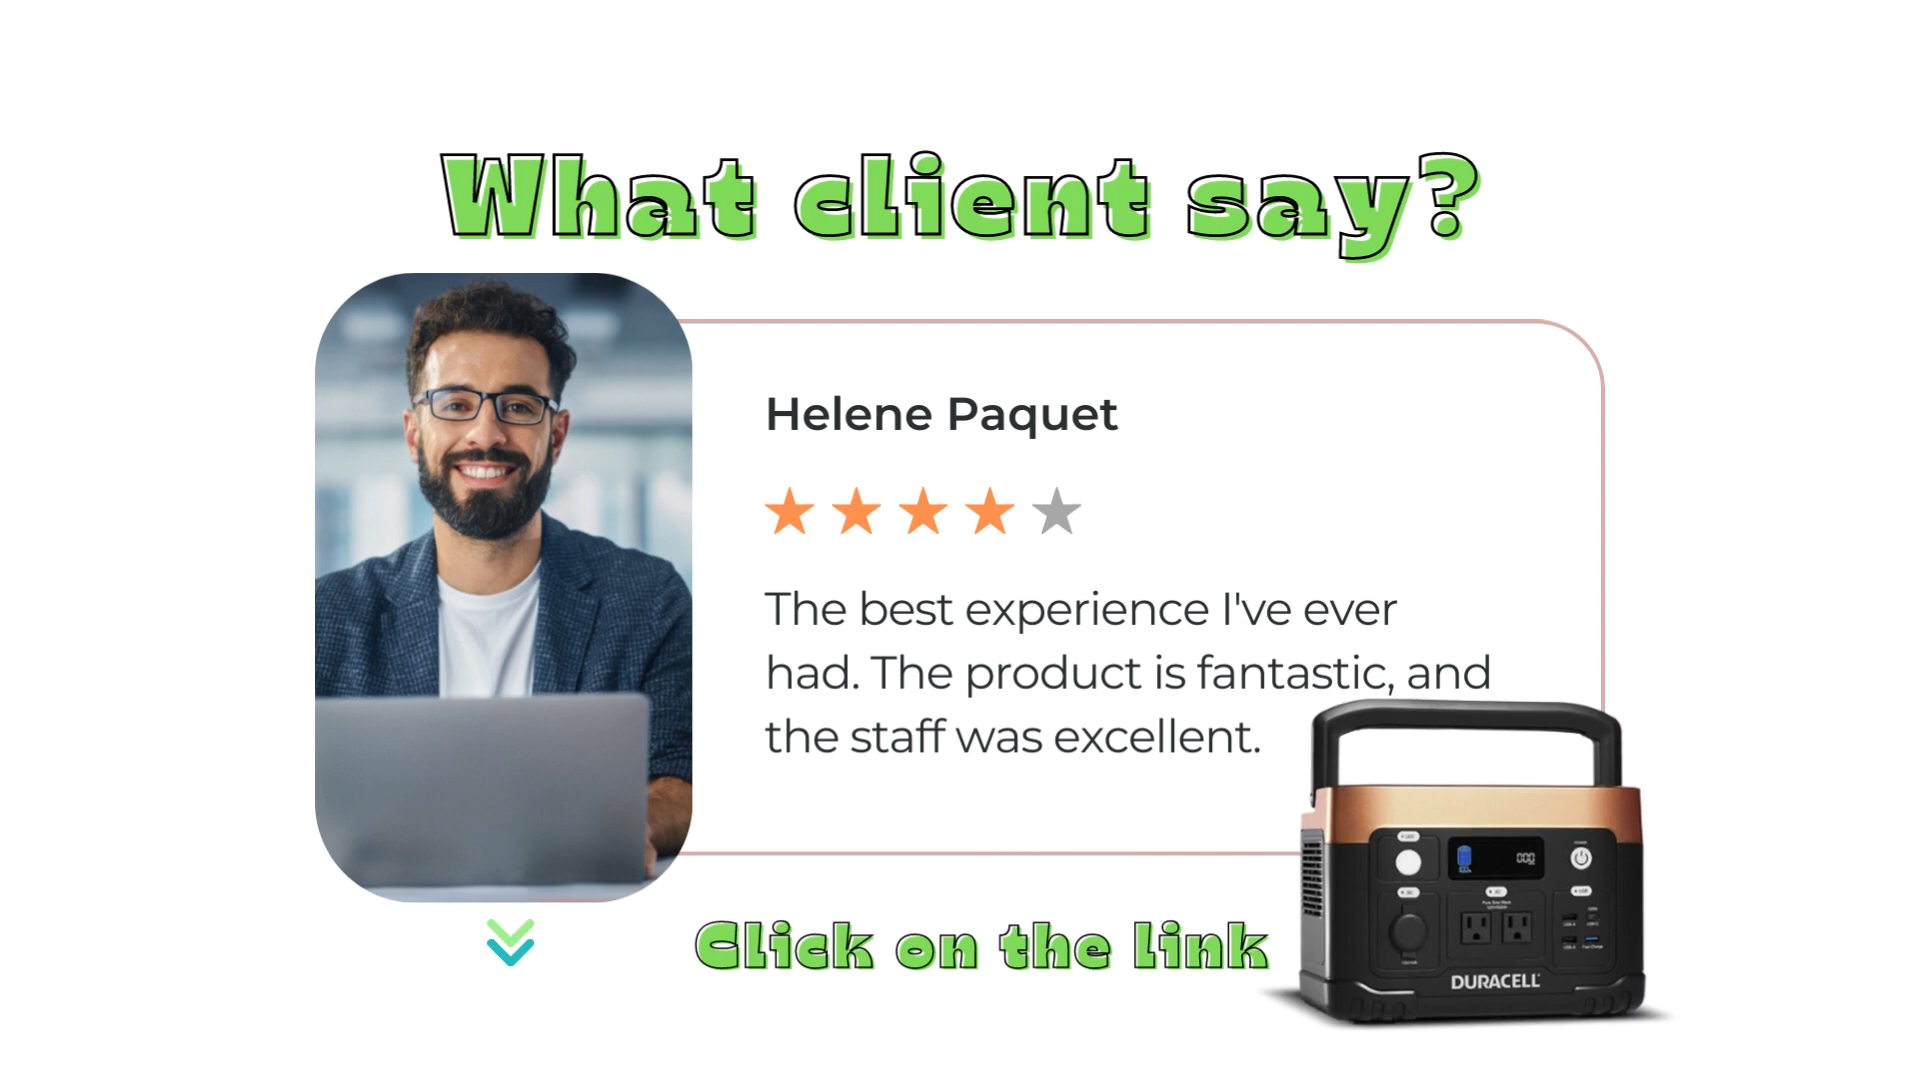 What client say?
Helene Paquet
The best experience I've ever
had. The product is fantastic, and
the staff was excellent.
Click on the link
000
DURACELL